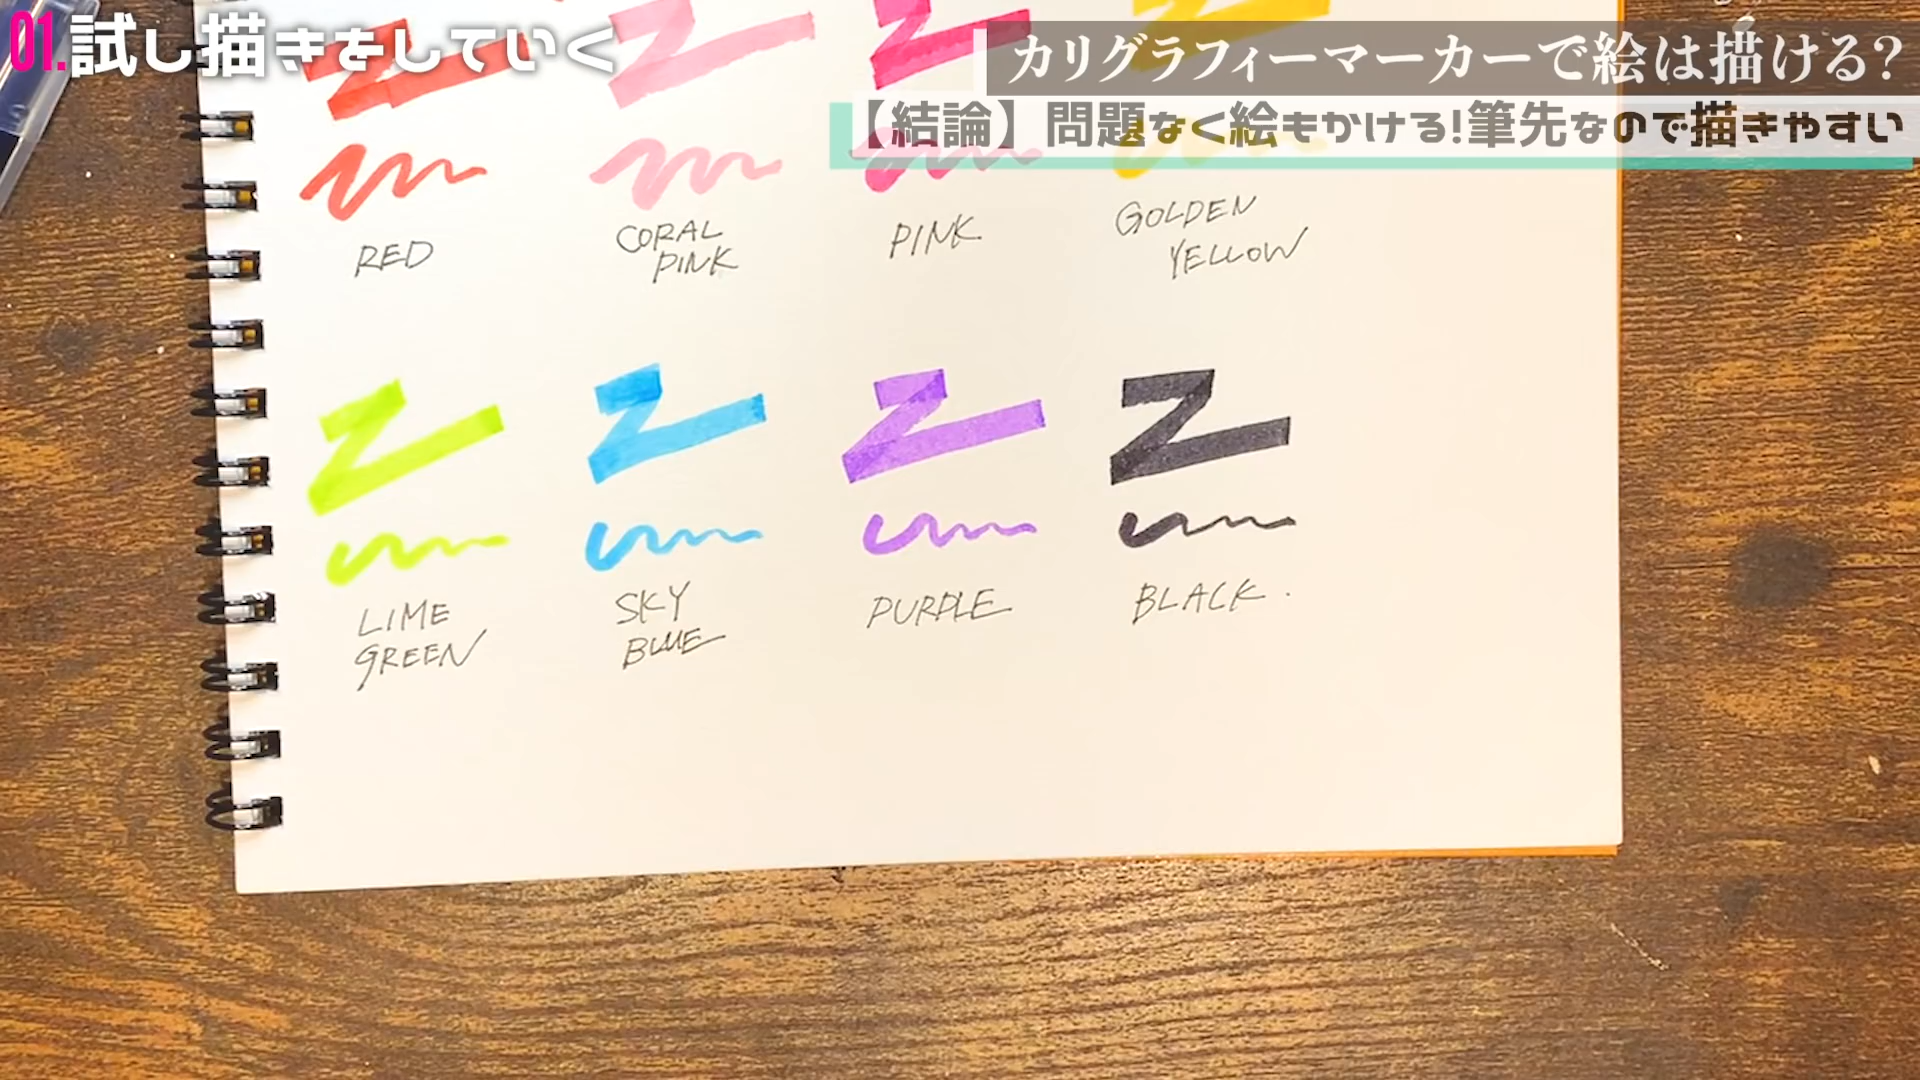 01.試し描きをしていく
カリグラフィーマーカーで絵は描ける?
【結論】問題なく絵もかける!筆先なので描きやすい
RED
CORAL
PINK
PINK
GOLDEN
YELLOW
LIME
GREEN
SKY
BLUE
PURPLE
BLACK.